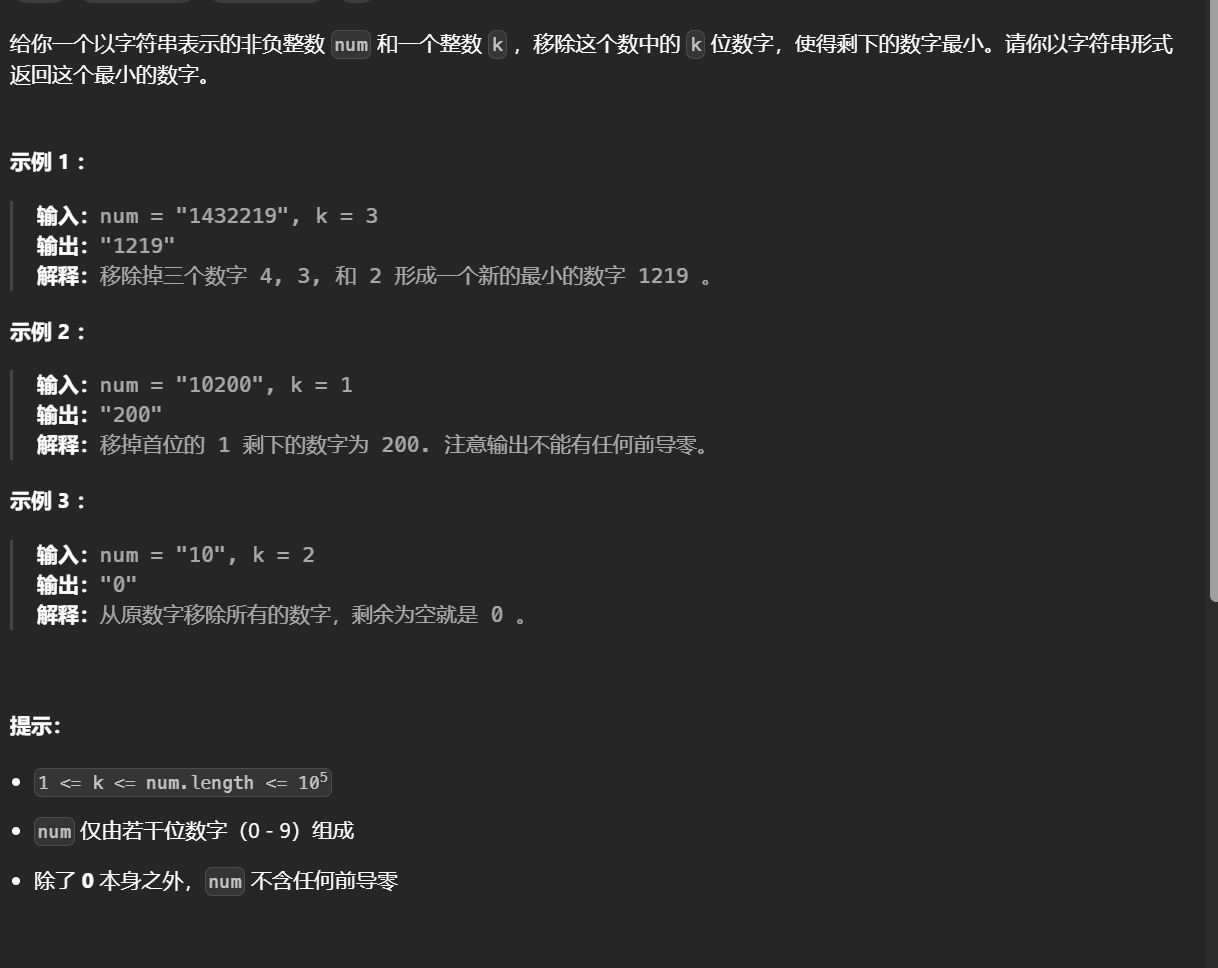 给你一个以字符串表示的非负整数 num 和一个整数 k ，移除这个数中的 k 位数字，使得剩下的数字最小。请你以字符串形式
返回这个最小的数字。
示例 1 ：
输入：num = "1432219", k = 3
输出："1219"
解释：移除掉三个数字 4, 3, 和 2 形成一个新的最小的数字 1219 。
示例 2 ：
输入：num = "10200", k = 1
输出："200"
解释：移掉首位的 1 剩下的数字为 200. 注意输出不能有任何前导零。
示例 3 ：
输入：num = "10", k = 2
输出："0"
解释：从原数字移除所有的数字，剩余为空就是 0 。
提示：
• 1 <= k <= num.length <= 10⁵
• num 仅由若干位数字（0 - 9）组成
• 除了 0 本身之外，num 不含任何前导零